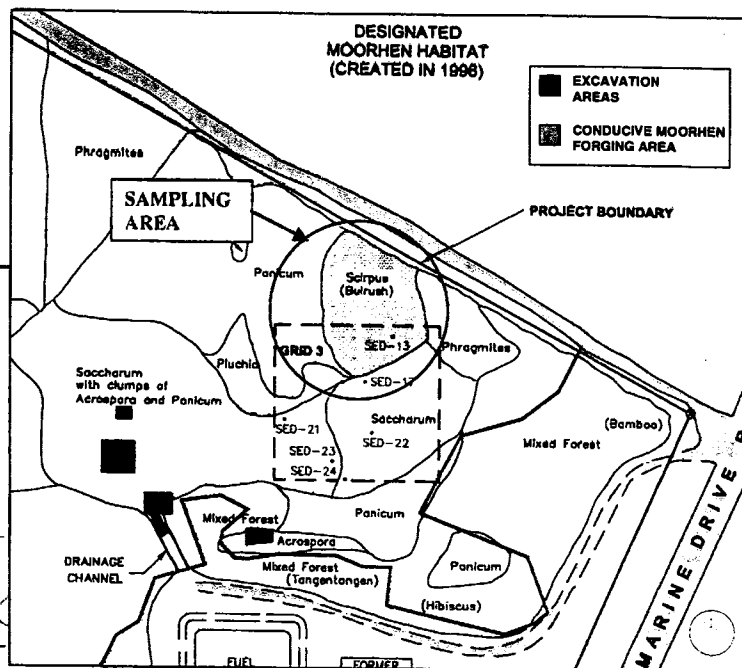 DESIGNATED
MOORHEN HABITAT
(CREATED IN 1996)
EXCAVATION
AREAS
CONDUCIVE MOORHEN
FORGING AREA
Phragmites
SAMPLING
AREA
PROJECT BOUNDARY
Panicum
Scirpus
(Bulrush)
SED-13
GRID 3
Phragmites
Pluchia
SED-17
Saccharum
with clumps of
Acrospora and Panicum
Saccharum
(Bamboo)
SED-21
SED-22
Mixed Forest
SED-23
SED-24
Mixed Forest
Panicum
Acrospora
DRAINAGE
CHANNEL
Mixed Forest
(Tangentangen)
Panicum
(Hibiscus)
MARINE DRIVE
FUEL
FORMER